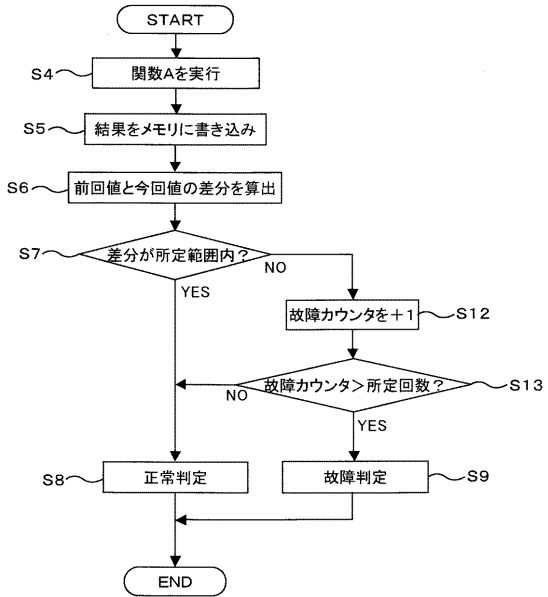 START
S4
関数Aを実行
S5
結果をメモリに書き込み
S6
前回値と今回値の差分を算出
S7
差分が所定範囲内?
NO
YES
故障カウンタを+1
S12
故障カウンタ>所定回数?
S13
NO
YES
S8
正常判定
故障判定
S9
END